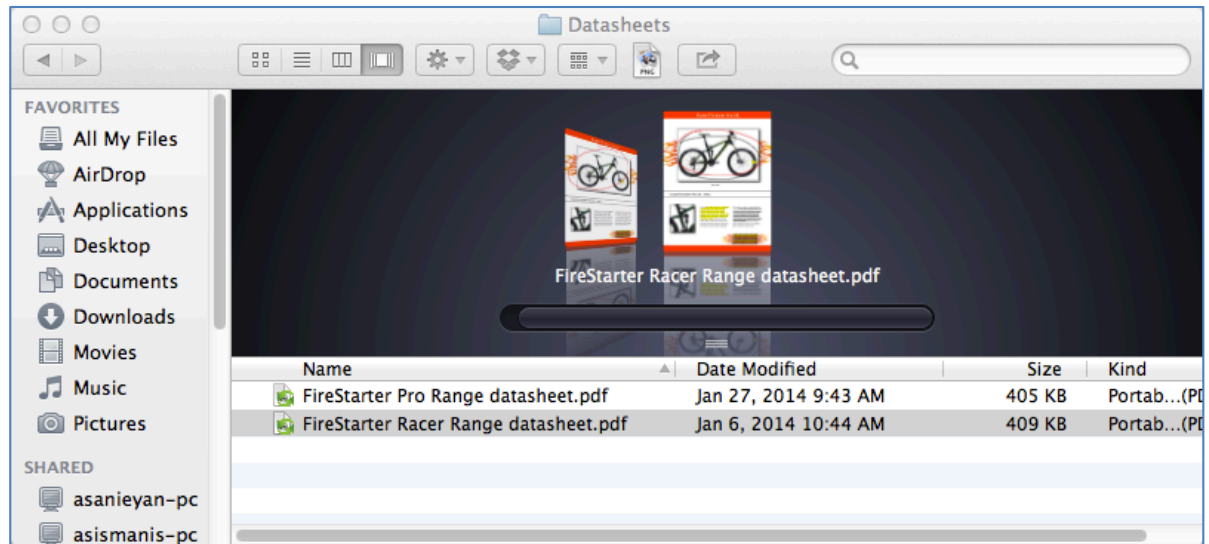 Datasheets
PNG
FAVORITES
All My Files
AirDrop
Applications
Desktop
Documents
Downloads
Movies
Music
Pictures
SHARED
asanieyan-pc
asismanis-pc
FireStarter Racer Range datasheet.pdf
Name Date Modified Size Kind
FireStarter Pro Range datasheet.pdf Jan 27, 2014 9:43 AM 405 KB Portab...(PD
FireStarter Racer Range datasheet.pdf Jan 6, 2014 10:44 AM 409 KB Portab...(PD